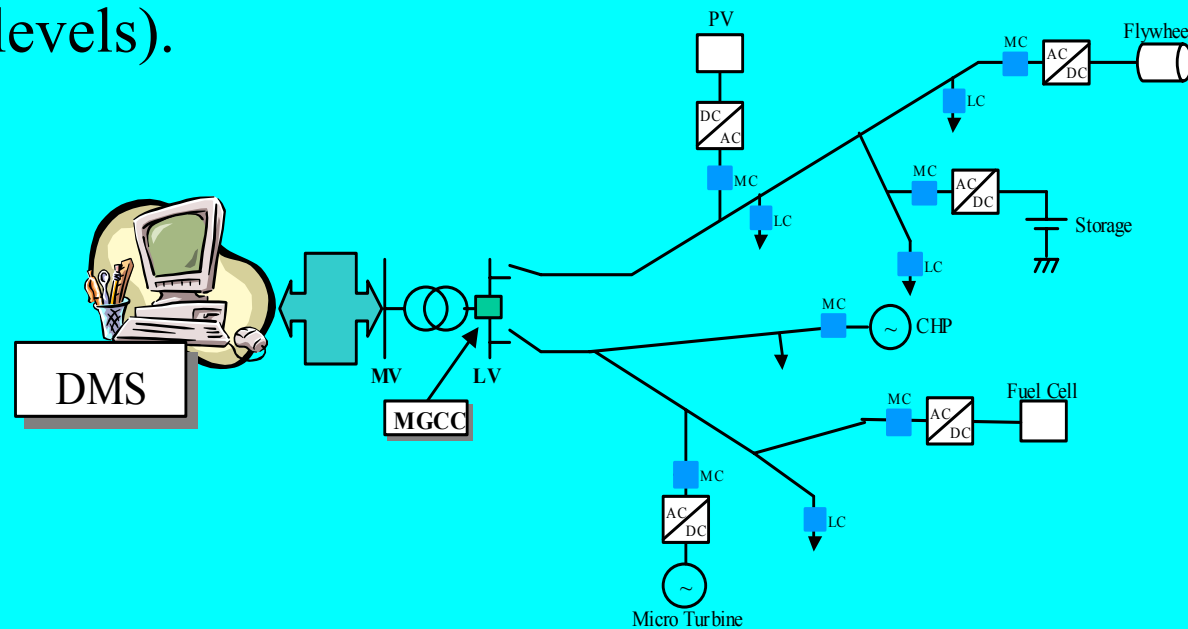 levels).
PV
Flywhee
MC
AC
DC
LC
DC
AC
MC
LC
MC
AC
DC
Storage
LC
MC
~
CHP
MV
LV
DMS
MGCC
Fuel Cell
MC
AC
DC
MC
LC
AC
DC
~
Micro Turbine